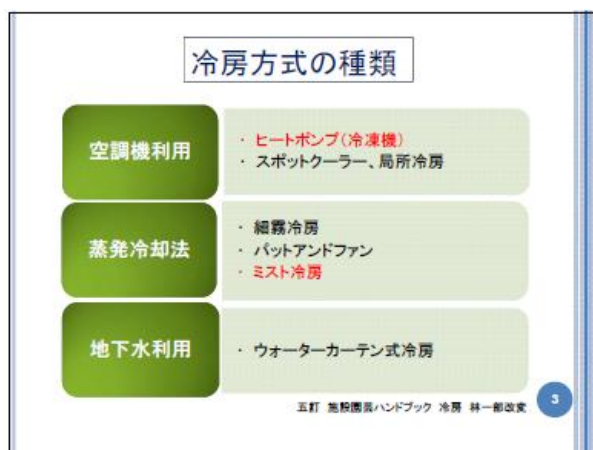 冷房方式の種類
空調機利用
・ ヒートポンプ(冷凍機)
・ スポットクーラー、局所冷房
蒸発冷却法
・ 細霧冷房
・ パットアンドファン
・ ミスト冷房
地下水利用
・ ウォーターカーテン式冷房
五訂 施設園芸ハンドブック 冷房 林一部改変
3